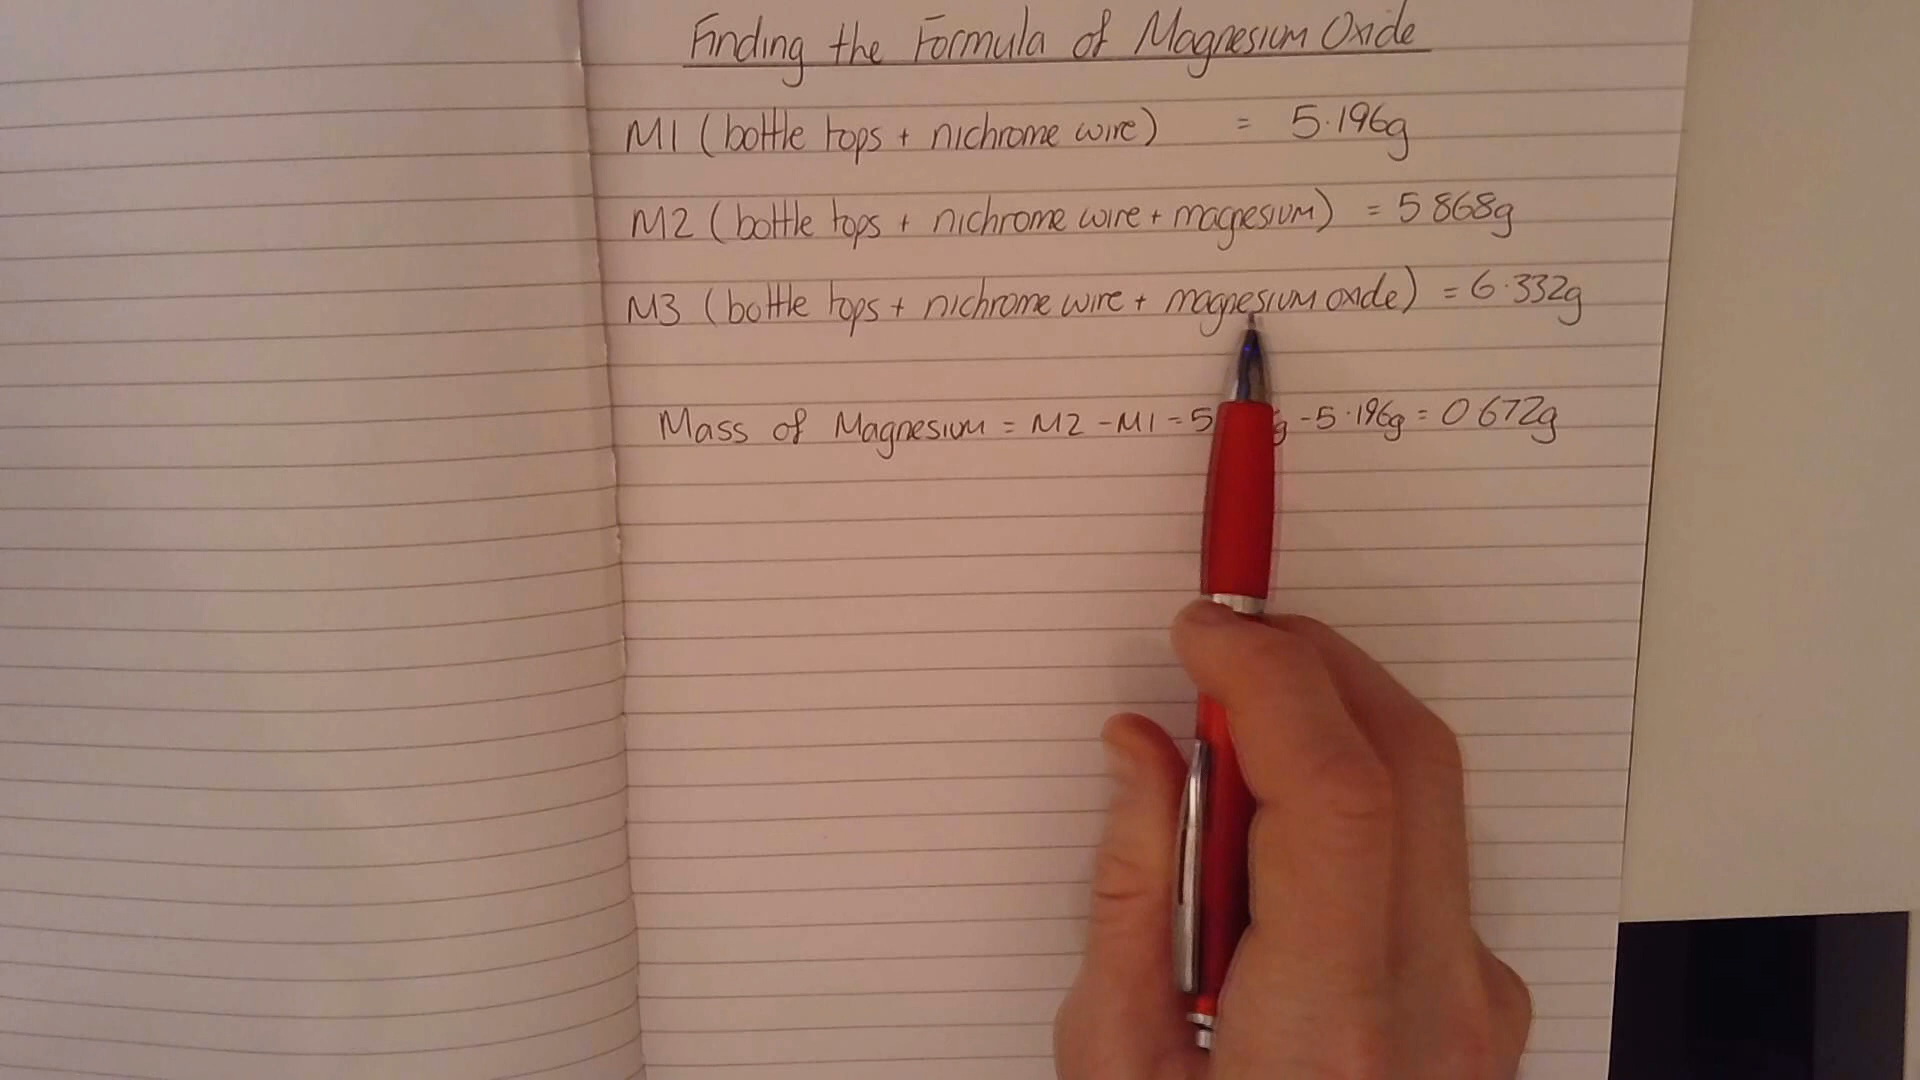 Finding the Formula of Magnesium Oxide
M1 (bottle tops + nichrome wire) = 5.196g
M2 (bottle tops + nichrome wire + magnesium) = 5 868g
M3 (bottle tops + nichrome wire + magnesium oxide) = 6.332g
Mass of Magnesium = M2 - M1 = 5 g - 5.196g = 0 672g